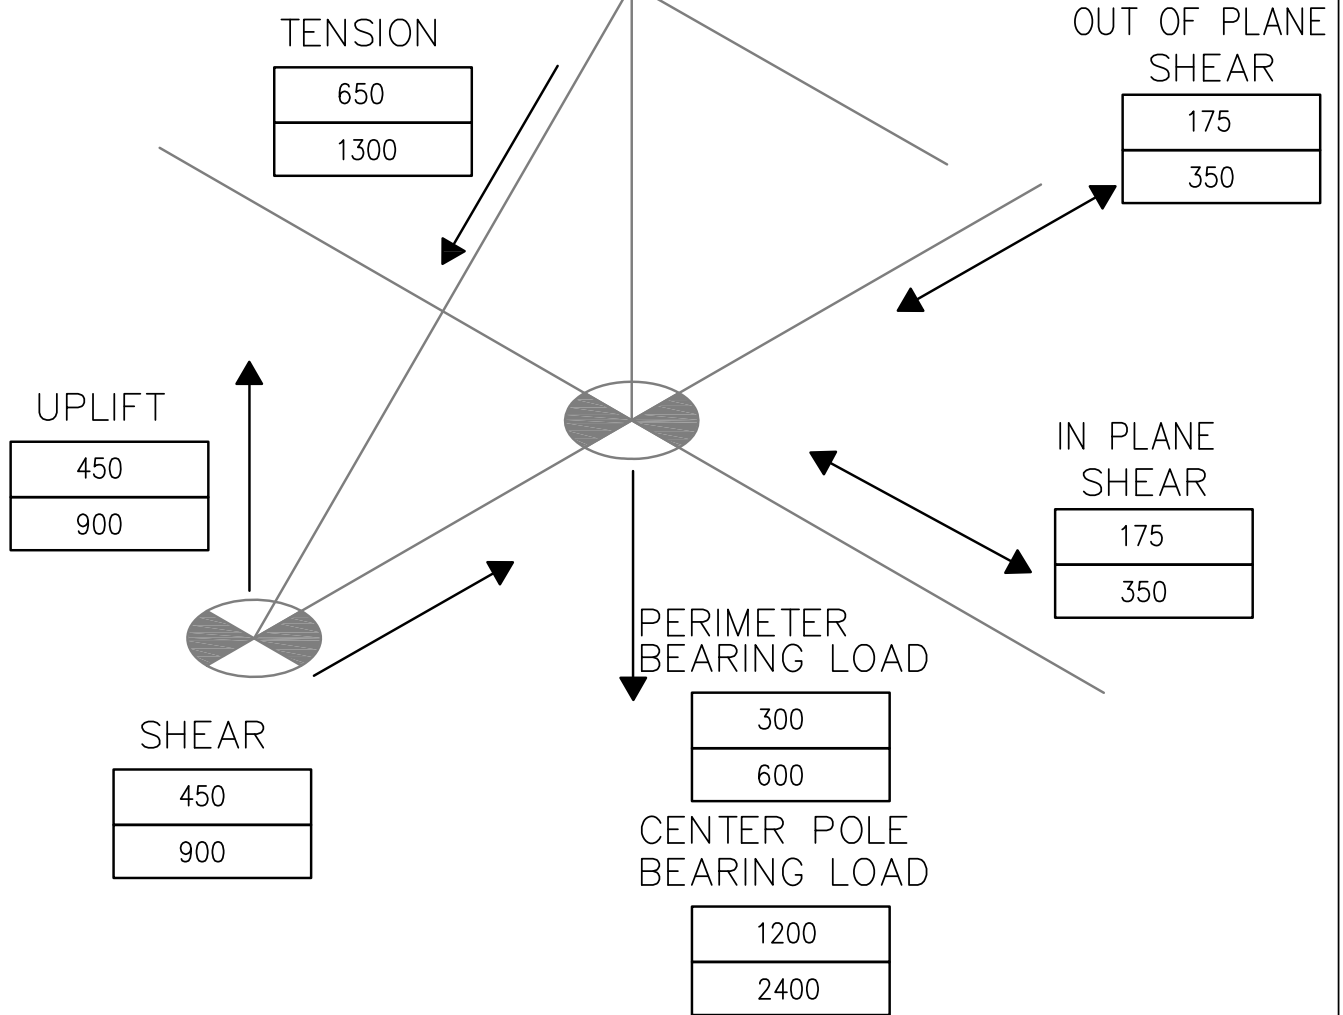 TENSION
650
1300
OUT OF PLANE
SHEAR
175
350
UPLIFT
450
900
IN PLANE
SHEAR
175
350
PERIMETER
BEARING LOAD
300
600
SHEAR
450
900
CENTER POLE
BEARING LOAD
1200
2400